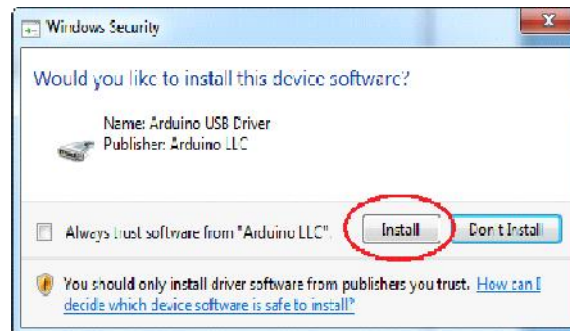 Windows Security
Would you like to install this device software?
Name: Arduino USB Driver
Publisher: Arduino LLC
Always trust software from "Arduino LLC".
Install
Don't Install
You should only install driver software from publishers you trust. How can I
decide which device software is safe to install?